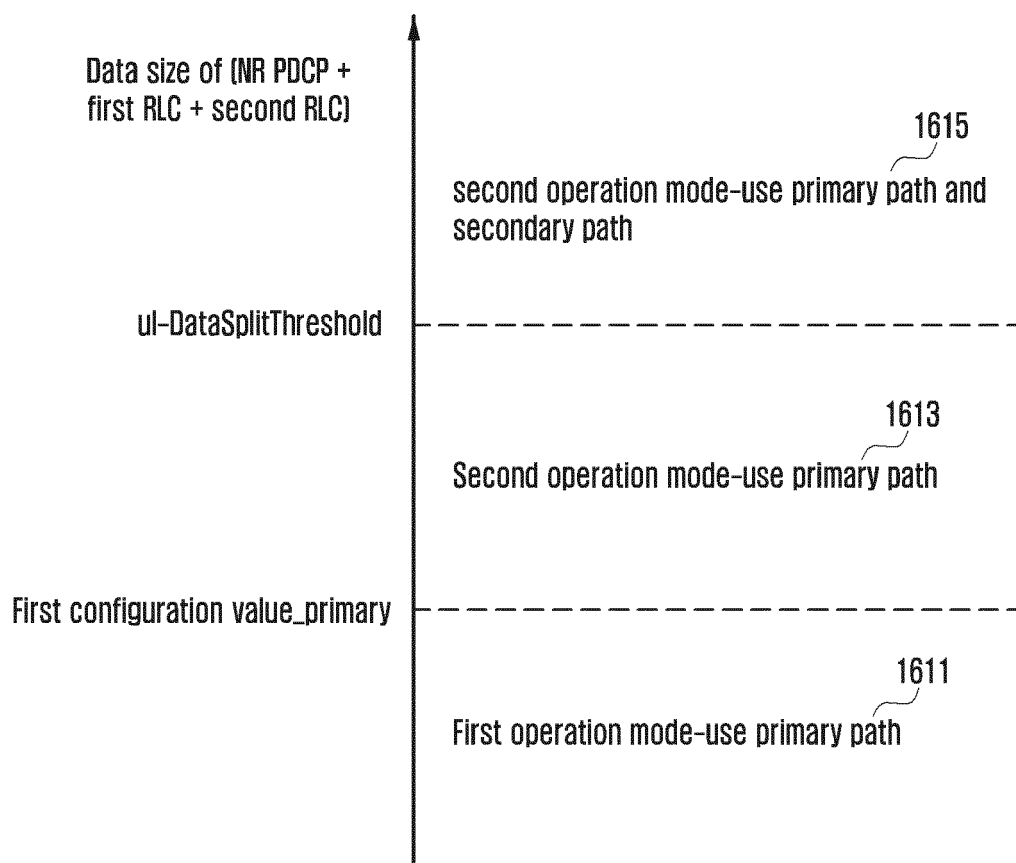 Data size of (NR PDCP +
first RLC + second RLC)
1615
second operation mode-use primary path and
secondary path
ul-DataSplitThreshold
1613
Second operation mode-use primary path
First configuration value_primary
1611
First operation mode-use primary path